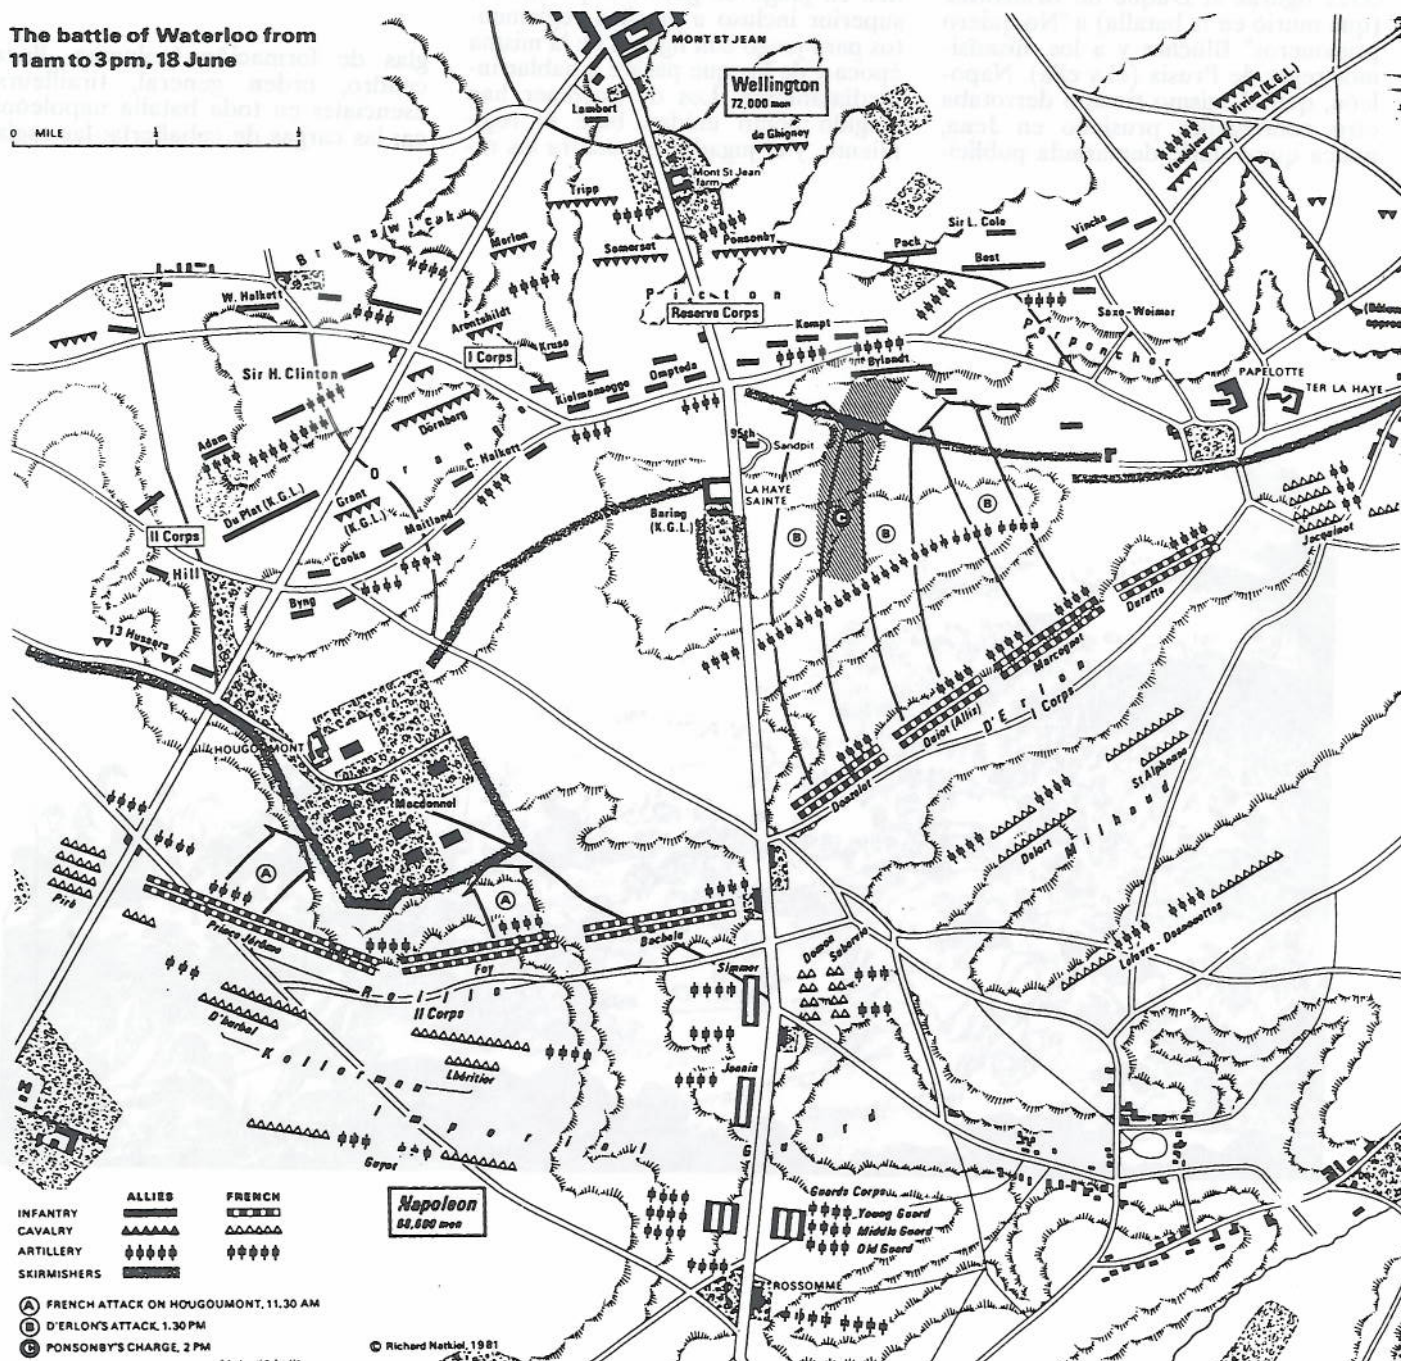 The battle of Waterloo from
11am to 3pm, 18 June
0 MILE 1
MONT ST JEAN
Wellington
72,000 men
Lambert
de Ghigney
Mont St Jean
farm
Vivian (K.G.L.)
Vandeleur
Tripp
Brunswick
Merlen
Somerset
Ponsonby
Pack
Sir L. Cole
Best
Vincke
W. Halkett
Arentshildt
Picton
Reserve Corps
Kempt
Saxe-Weimar
Perponcher
I Corps
Kruse
Bylandt
Sir H. Clinton
Kielmansegge
Ompteda
PAPELOTTE
TER LA HAYE
Dörnberg
Adam
Orange
95th
Sandpit
C. Halkett
Du Plat (K.G.L.)
Grant
(K.G.L.)
LA HAYE
SAINTE
Baring
(K.G.L.)
Maitland
II Corps
Cooke
Hill
Byng
B
C
B
B
Jacquinot
13 Hussars
Durutte
Marcognet
D'Erlon
I Corps
Quiot (Allix)
Donzelot
HOUGOUMONT
Macdonnel
St Alphonse
Delort
Milhaud
A
A
Piré
Prince Jérôme
Foy
Bachelu
Lefevre-Desnouettes
Reille
II Corps
Simmer
Domon
Subervie
Kellerman
Lhéritier
Jeanin
Imperial Guard
Guyot
Napoleon
68,600 men
Guards Corps
Young Guard
Middle Guard
Old Guard
ROSSOMME
ALLIES FRENCH
INFANTRY
CAVALRY
ARTILLERY
SKIRMISHERS
A FRENCH ATTACK ON HOUGOUMONT, 11.30 AM
B D'ERLON'S ATTACK, 1.30 PM
C PONSONBY'S CHARGE, 2 PM
© Richard Natkiel, 1981